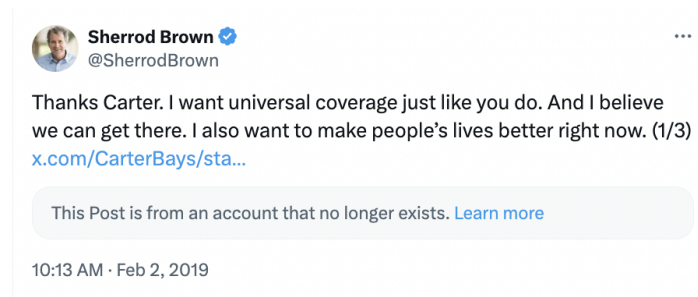 Sherrod Brown
@SherrodBrown
Thanks Carter. I want universal coverage just like you do. And I believe
we can get there. I also want to make people’s lives better right now. (1/3)
x.com/CarterBays/sta...
This Post is from an account that no longer exists. Learn more
10:13 AM · Feb 2, 2019